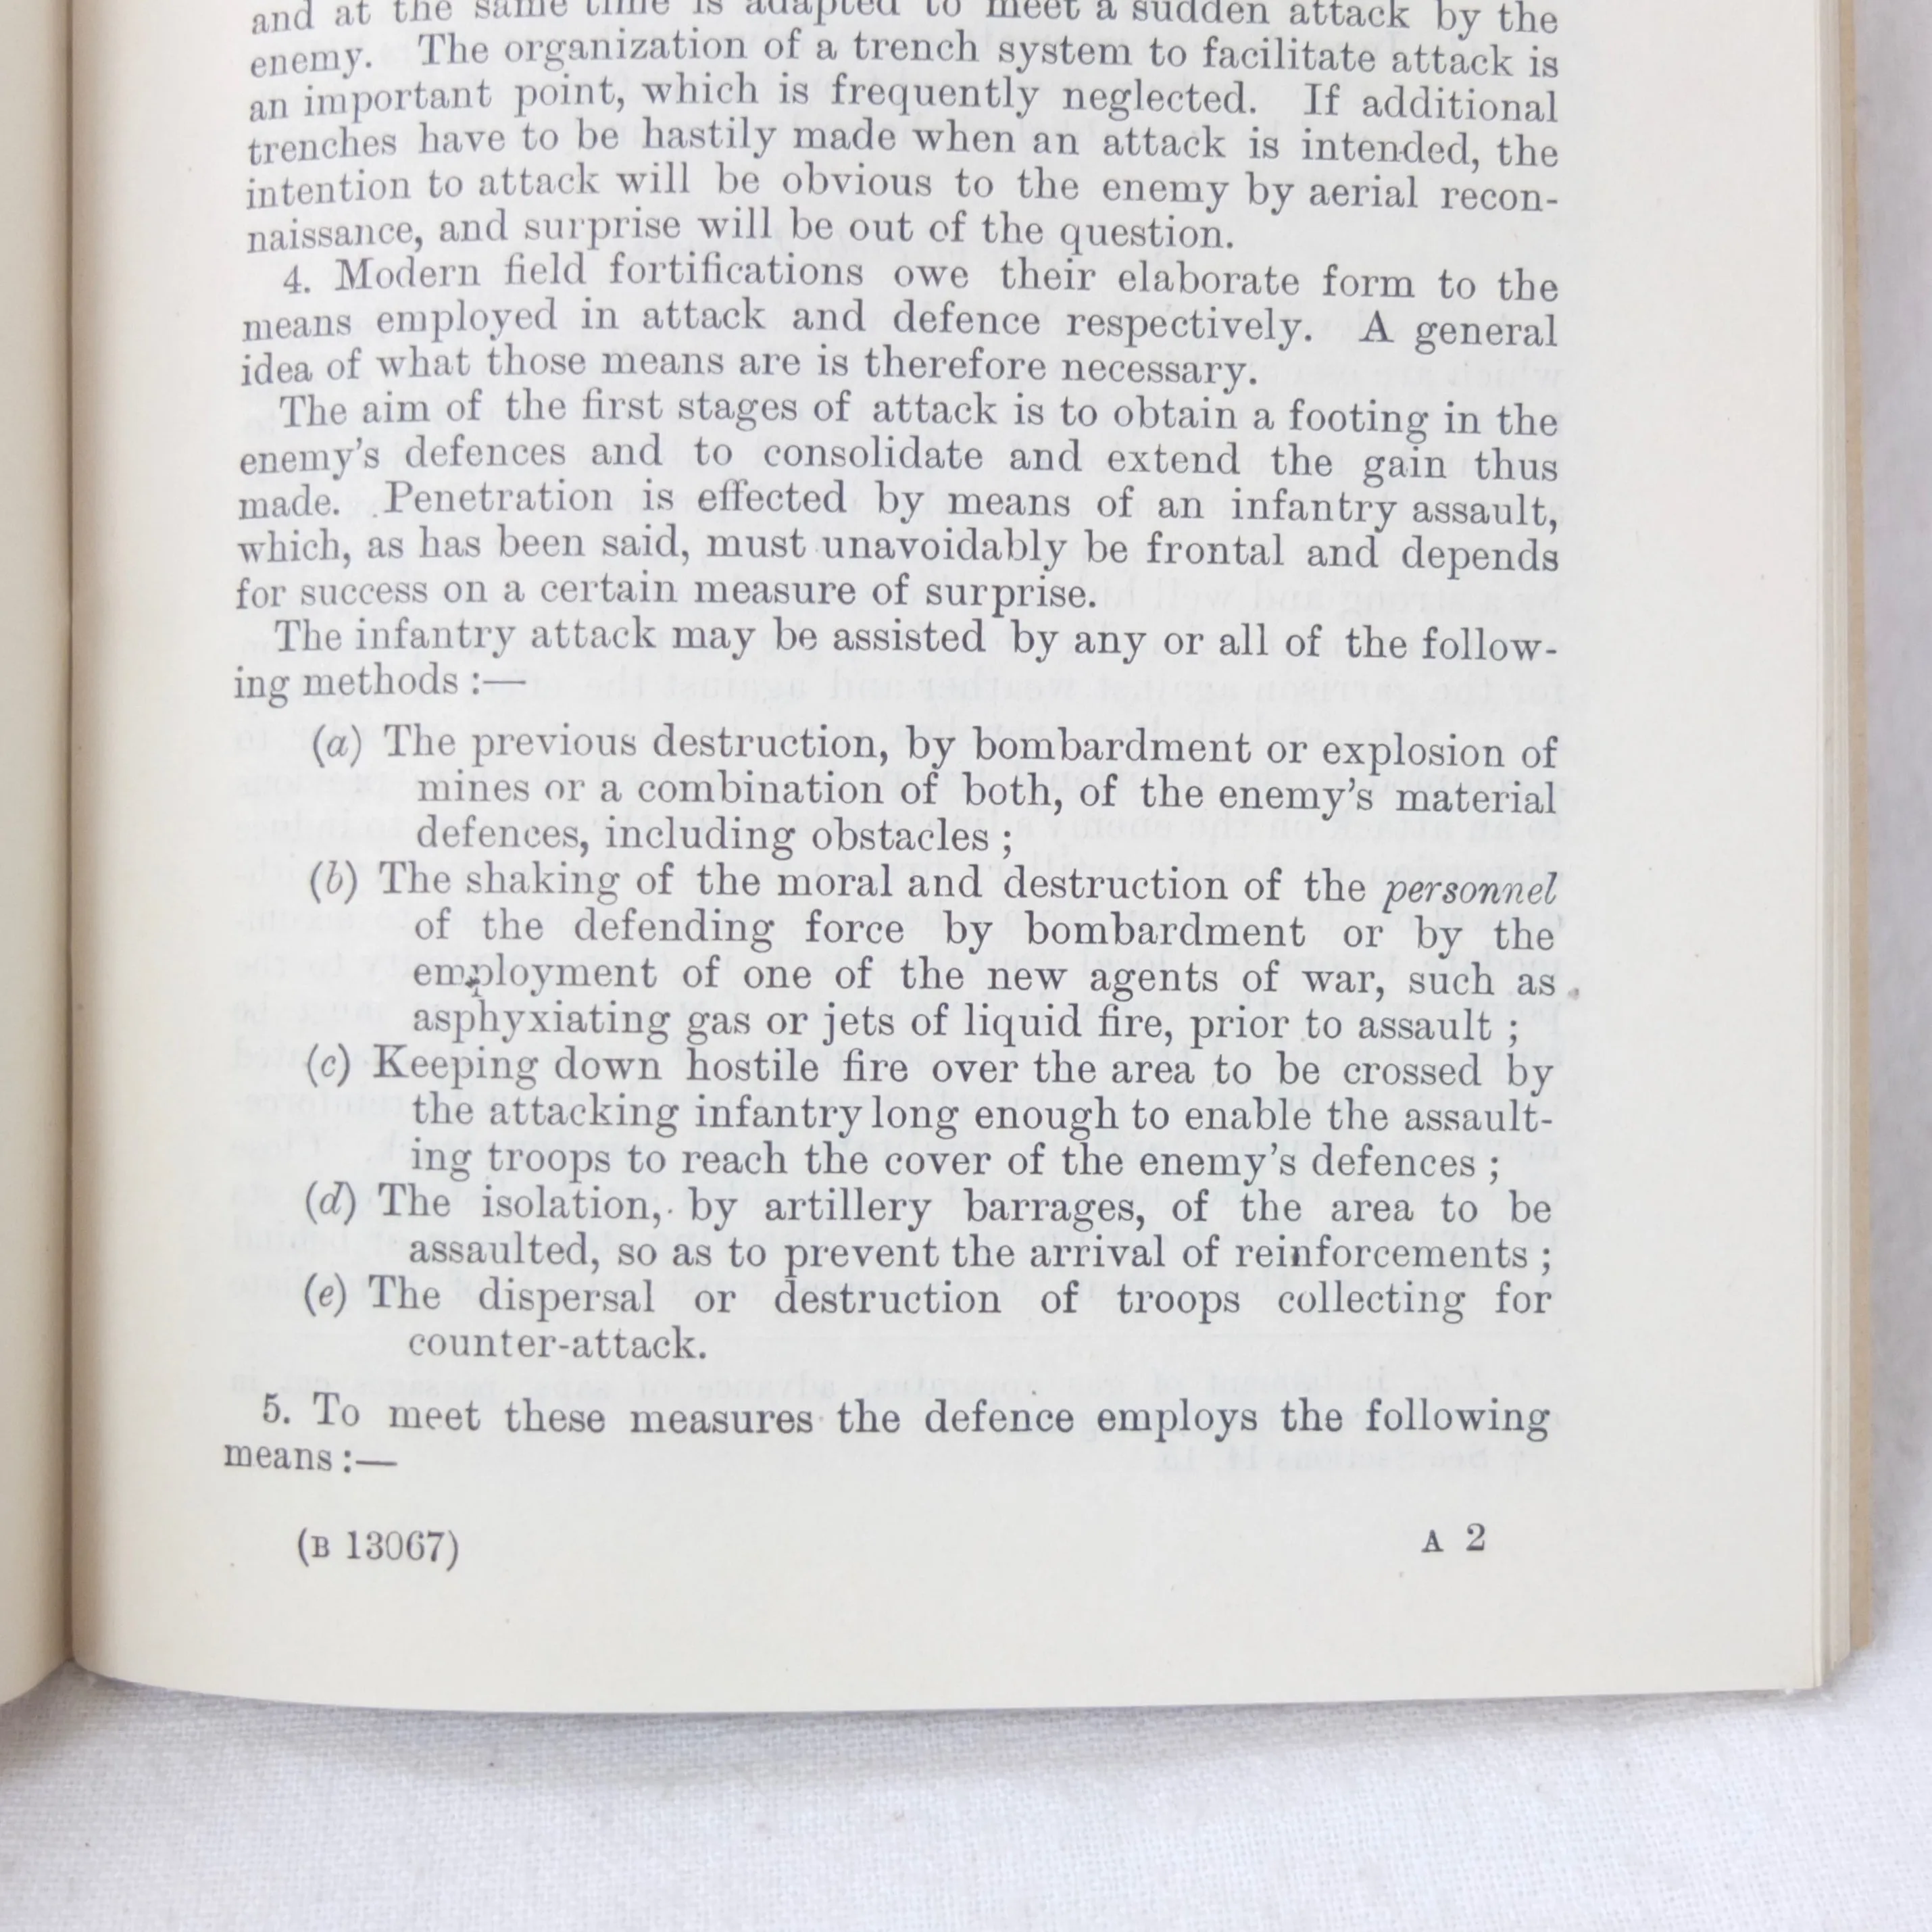 and at the same time is adapted to meet a sudden attack by the
enemy. The organization of a trench system to facilitate attack is
an important point, which is frequently neglected. If additional
trenches have to be hastily made when an attack is intended, the
intention to attack will be obvious to the enemy by aerial recon-
naissance, and surprise will be out of the question.
4. Modern field fortifications owe their elaborate form to the
means employed in attack and defence respectively. A general
idea of what those means are is therefore necessary.
The aim of the first stages of attack is to obtain a footing in the
enemy's defences and to consolidate and extend the gain thus
made. Penetration is effected by means of an infantry assault,
which, as has been said, must unavoidably be frontal and depends
for success on a certain measure of surprise.
The infantry attack may be assisted by any or all of the follow-
ing methods :—
(a) The previous destruction, by bombardment or explosion of
mines or a combination of both, of the enemy's material
defences, including obstacles ;
(b) The shaking of the moral and destruction of the personnel
of the defending force by bombardment or by the
employment of one of the new agents of war, such as
asphyxiating gas or jets of liquid fire, prior to assault ;
(c) Keeping down hostile fire over the area to be crossed by
the attacking infantry long enough to enable the assault-
ing troops to reach the cover of the enemy's defences ;
(d) The isolation, by artillery barrages, of the area to be
assaulted, so as to prevent the arrival of reinforcements ;
(e) The dispersal or destruction of troops collecting for
counter-attack.
5. To meet these measures the defence employs the following
means :—
(B 13067) A 2